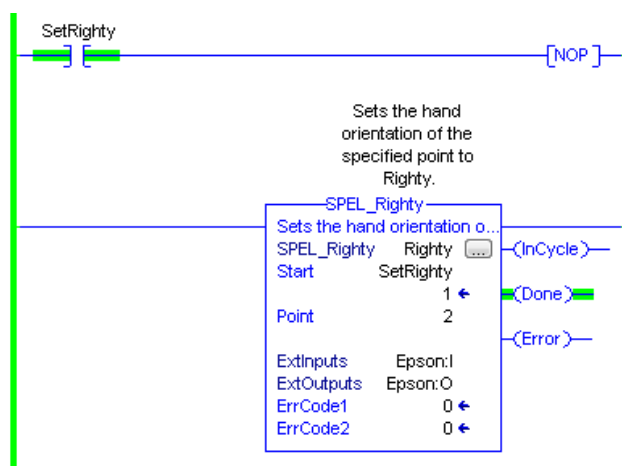 SetRighty
NOP
Sets the hand
orientation of the
specified point to
Righty.
SPEL_Righty
Sets the hand orientation o...
SPEL_Righty Righty ... InCycle
Start SetRighty
1 Done
Point 2
Error
ExtInputs Epson:I
ExtOutputs Epson:O
ErrCode1 0
ErrCode2 0